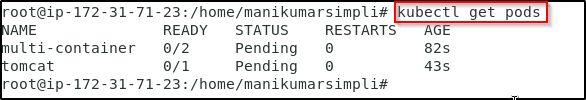 root@ip-172-31-71-23:/home/manikumarsimpli# kubectl get pods
NAME READY STATUS RESTARTS AGE
multi-container 0/2 Pending 0 82s
tomcat 0/1 Pending 0 43s
root@ip-172-31-71-23:/home/manikumarsimpli#